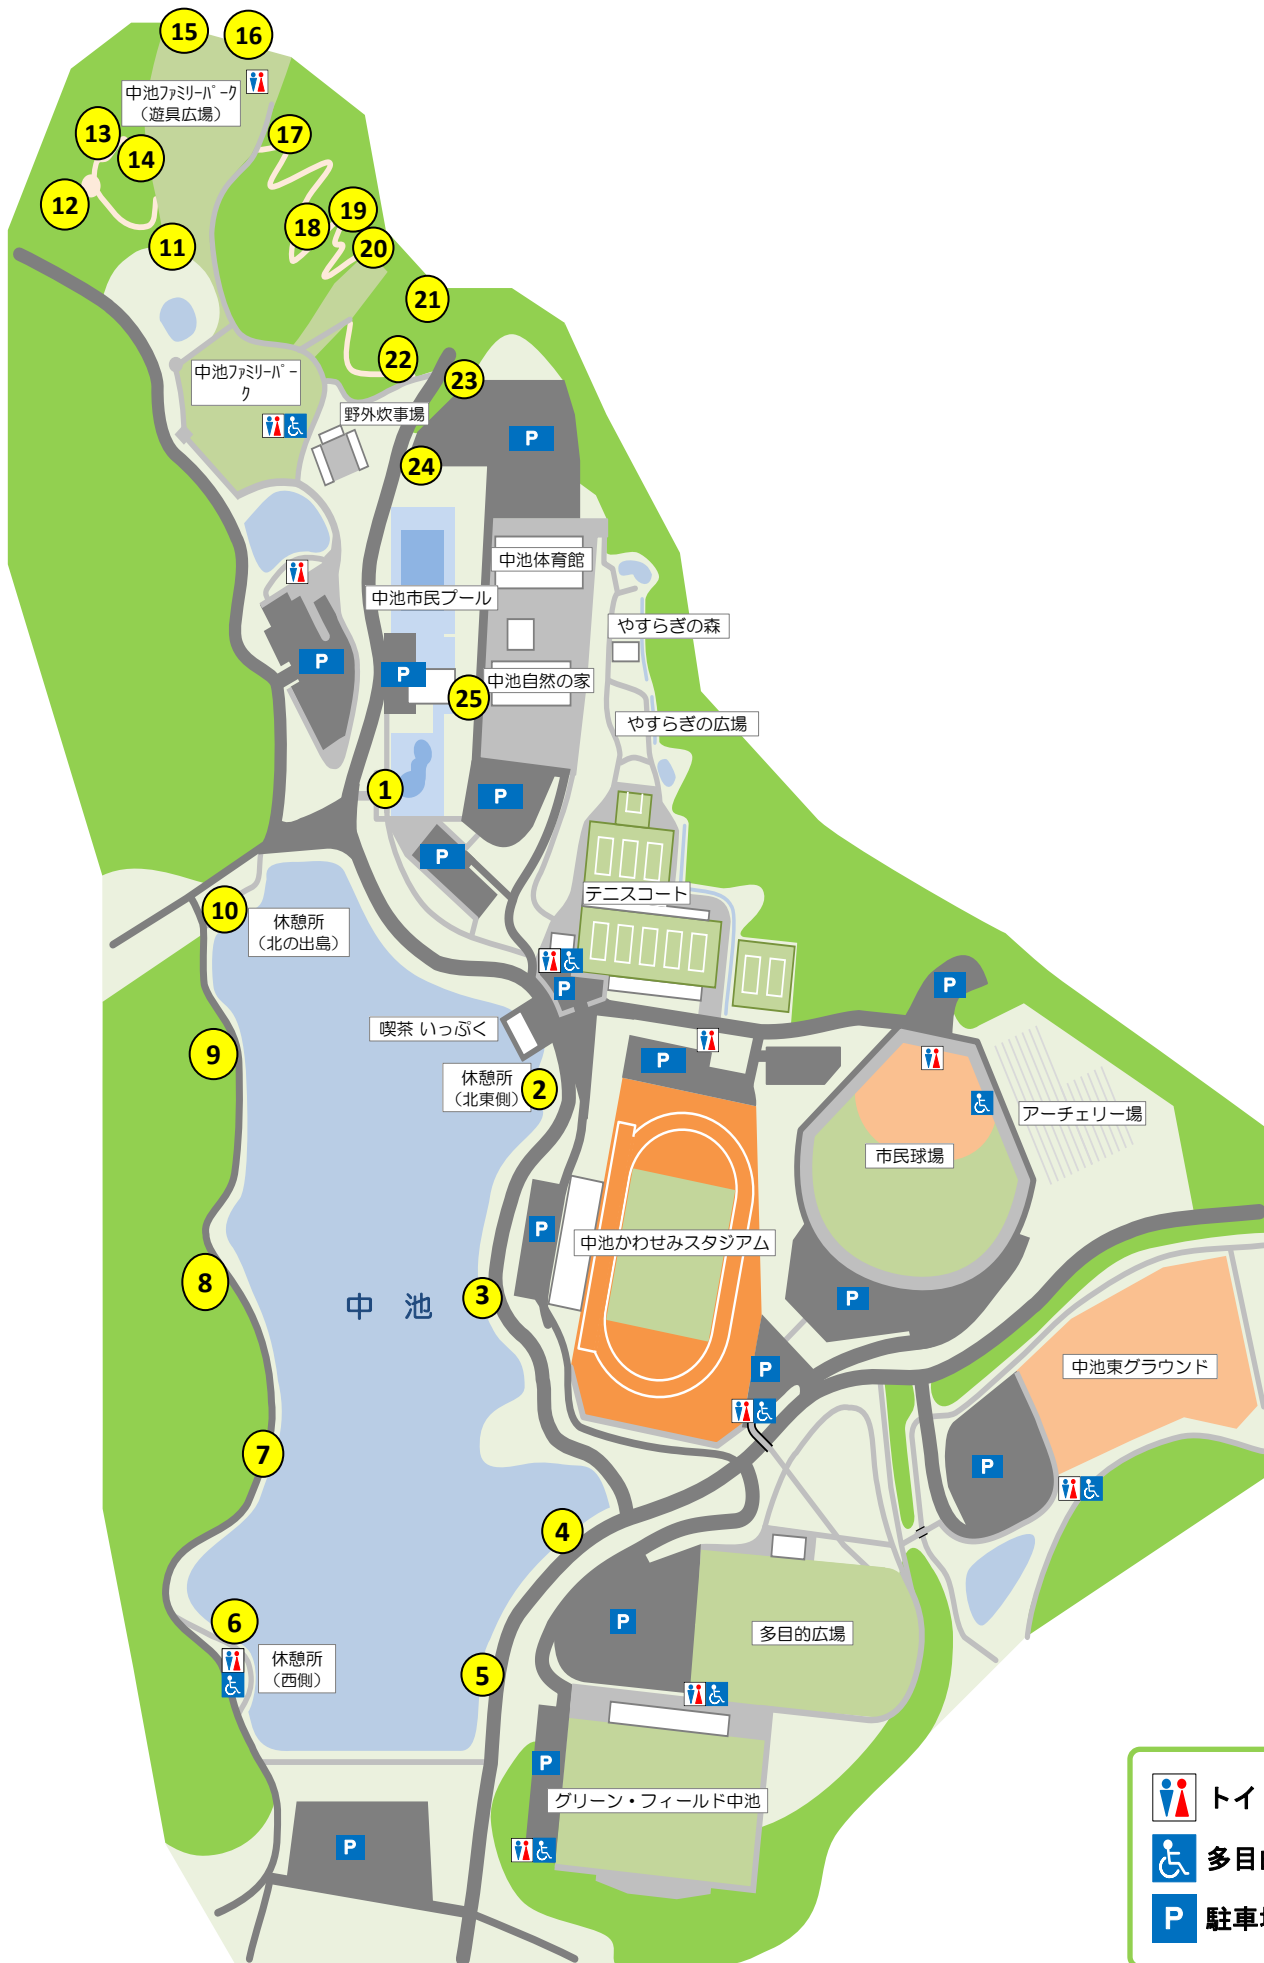 15
16
中池ﾌｧﾐﾘｰﾊﾟｰｸ
（遊具広場）
13
17
14
12
19
18
20
11
21
22
23
中池ﾌｧﾐﾘｰﾊﾟｰ
ｸ
野外炊事場
P
24
中池体育館
中池市民プール
やすらぎの森
P
P
中池自然の家
25
やすらぎの広場
1
P
P
テニスコート
10
休憩所
（北の出島）
P
P
喫茶 いっぷく
9
P
休憩所
（北東側）
2
アーチェリー場
市民球場
P
中池かわせみスタジアム
8
3
中 池
P
P
中池東グラウンド
7
P
4
6
P
多目的広場
休憩所
（西側）
5
P
グリーン・フィールド中池
P
トイ
多目
P
駐車